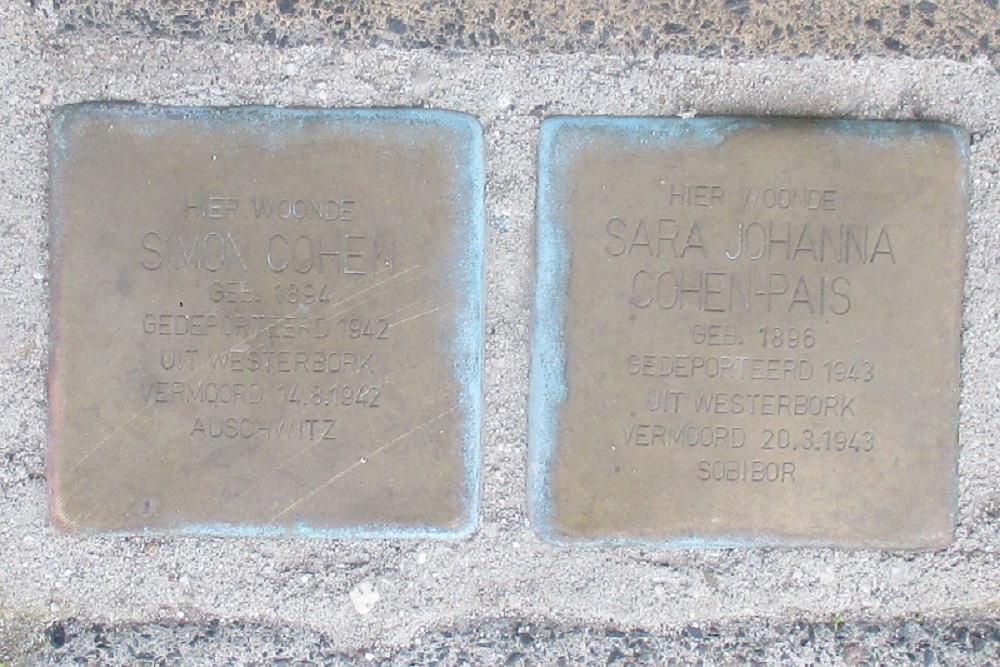 HIER WOONDE
SIMON COHEN
GEB. 1894
GEDEPORTEERD 1942
UIT WESTERBORK
VERMOORD 14.8.1942
AUSCHWITZ
HIER WOONDE
SARA JOHANNA
COHEN-PAIS
GEB. 1896
GEDEPORTEERD 1943
UIT WESTERBORK
VERMOORD 20.3.1943
SOBIBOR